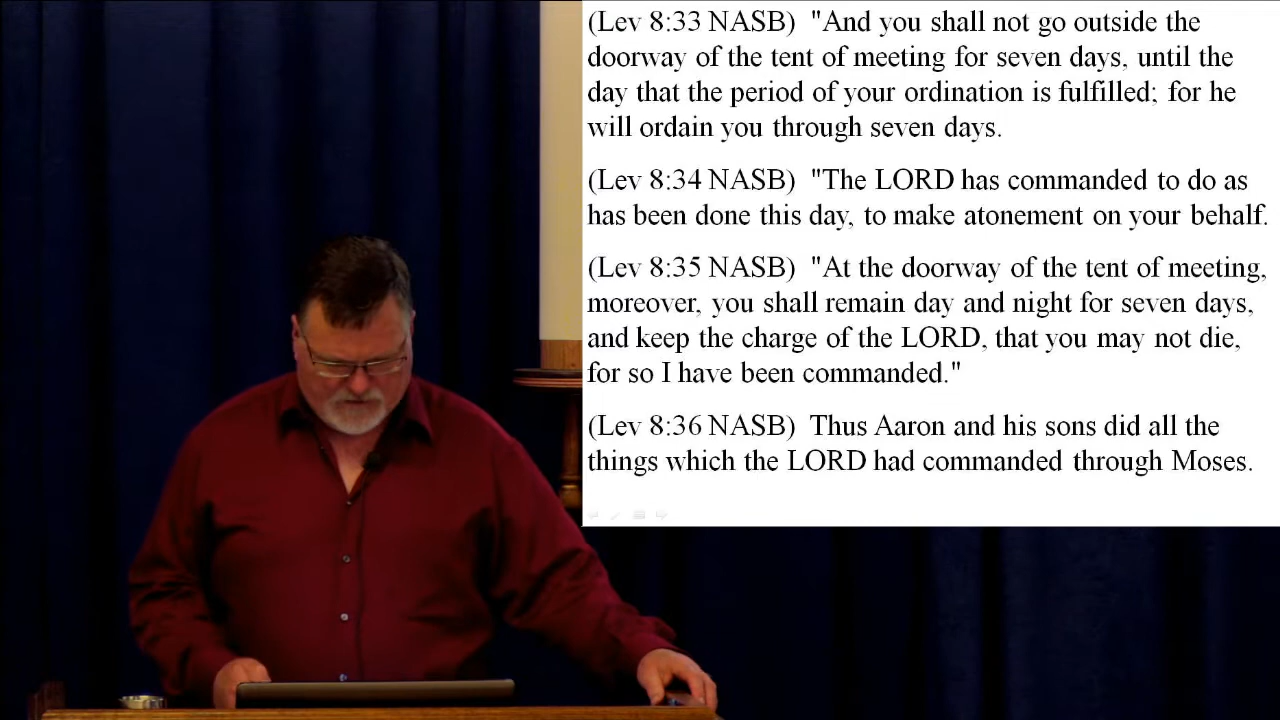 (Lev 8:33 NASB)  "And you shall not go outside the
doorway of the tent of meeting for seven days, until the
day that the period of your ordination is fulfilled; for he
will ordain you through seven days.
(Lev 8:34 NASB)  "The LORD has commanded to do as
has been done this day, to make atonement on your behalf.
(Lev 8:35 NASB)  "At the doorway of the tent of meeting,
moreover, you shall remain day and night for seven days,
and keep the charge of the LORD, that you may not die,
for so I have been commanded."
(Lev 8:36 NASB)  Thus Aaron and his sons did all the
things which the LORD had commanded through Moses.